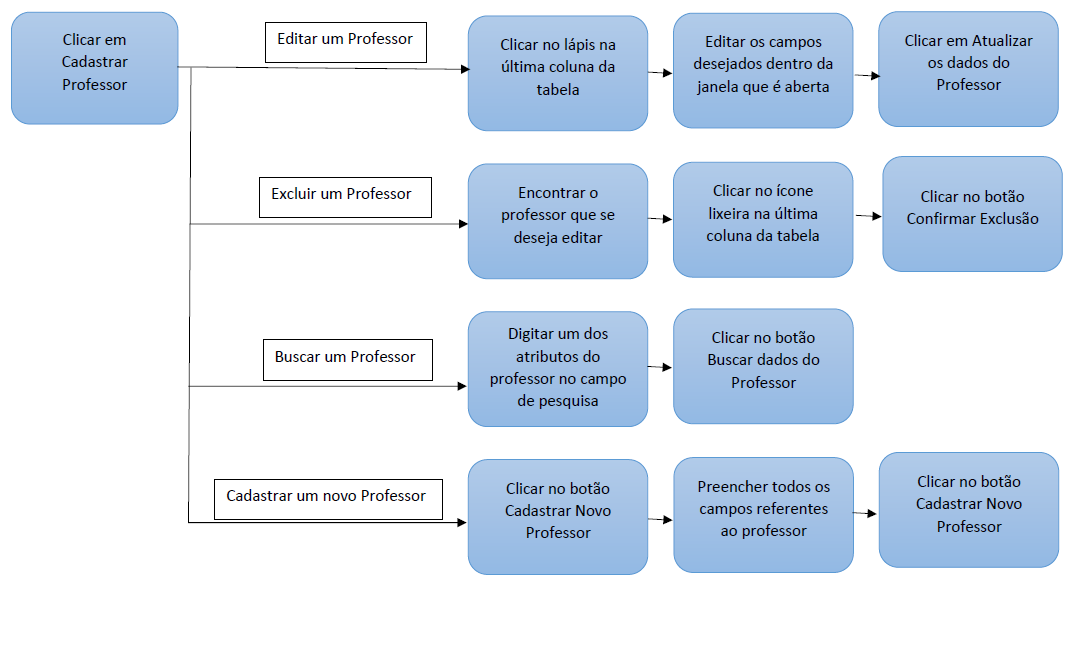 Clicar em
Cadastrar
Professor
Editar um Professor
Clicar no lápis na
última coluna da
tabela
Editar os campos
desejados dentro da
janela que é aberta
Clicar em Atualizar
os dados do
Professor
Excluir um Professor
Encontrar o
professor que se
deseja editar
Clicar no ícone
lixeira na última
coluna da tabela
Clicar no botão
Confirmar Exclusão
Buscar um Professor
Digitar um dos
atributos do
professor no campo
de pesquisa
Clicar no botão
Buscar dados do
Professor
Cadastrar um novo Professor
Clicar no botão
Cadastrar Novo
Professor
Preencher todos os
campos referentes
ao professor
Clicar no botão
Cadastrar Novo
Professor